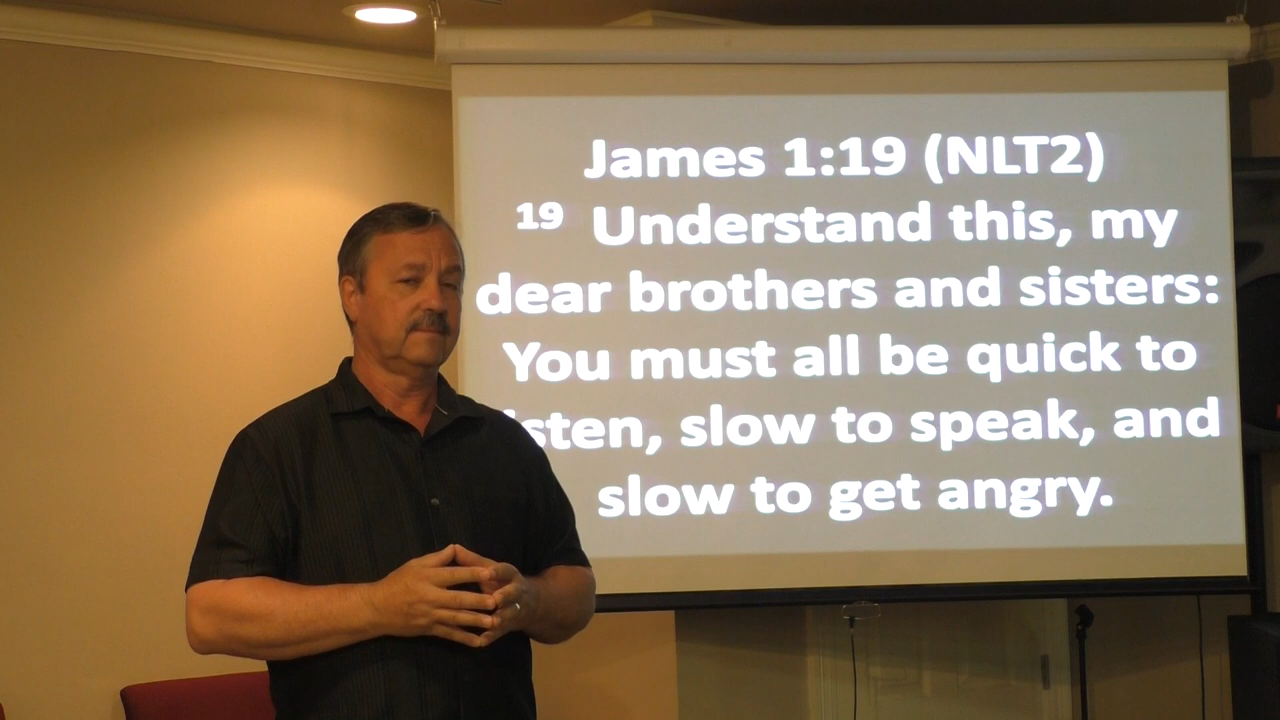 James 1:19 (NLT2)
19 Understand this, my
dear brothers and sisters:
You must all be quick to
isten, slow to speak, and
slow to get angry.